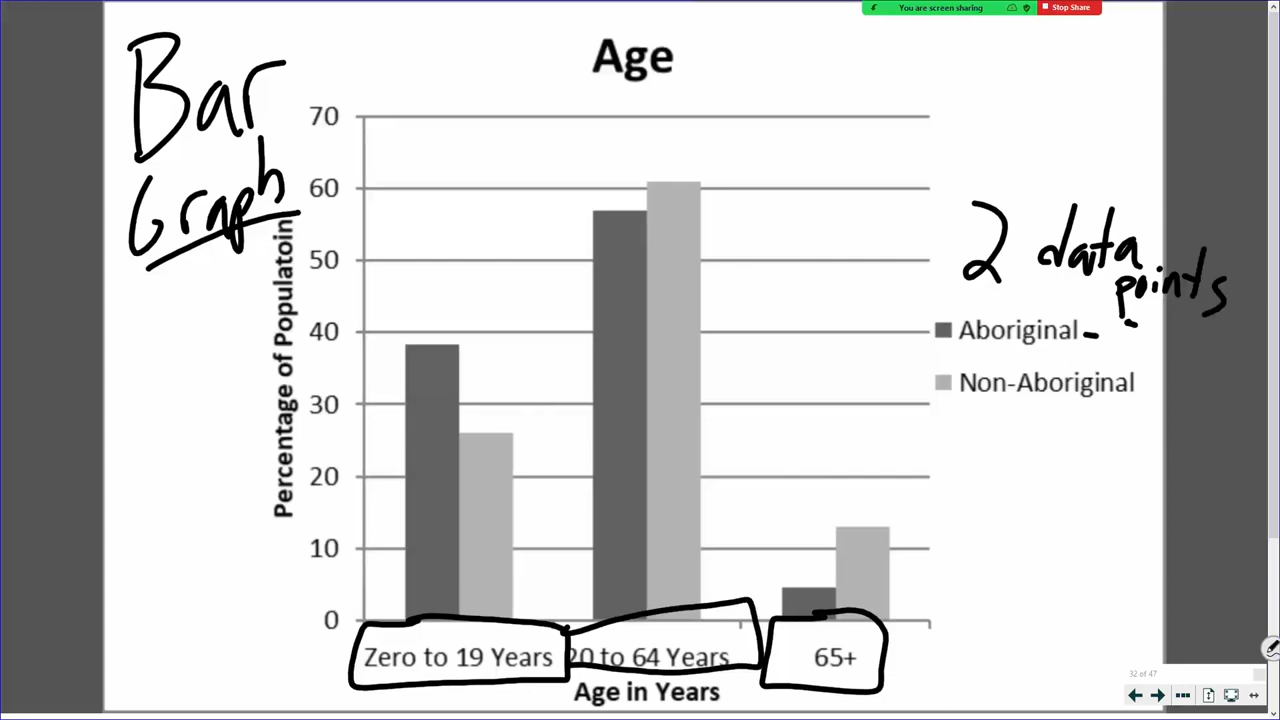 You are screen sharing Stop Share
Age
Bar
Graph
70
60
50
40
30
20
10
0
Percentage of Populatoin
2 data
points
Aboriginal
Non-Aboriginal
Zero to 19 Years 20 to 64 Years 65+
Age in Years
32 of 47